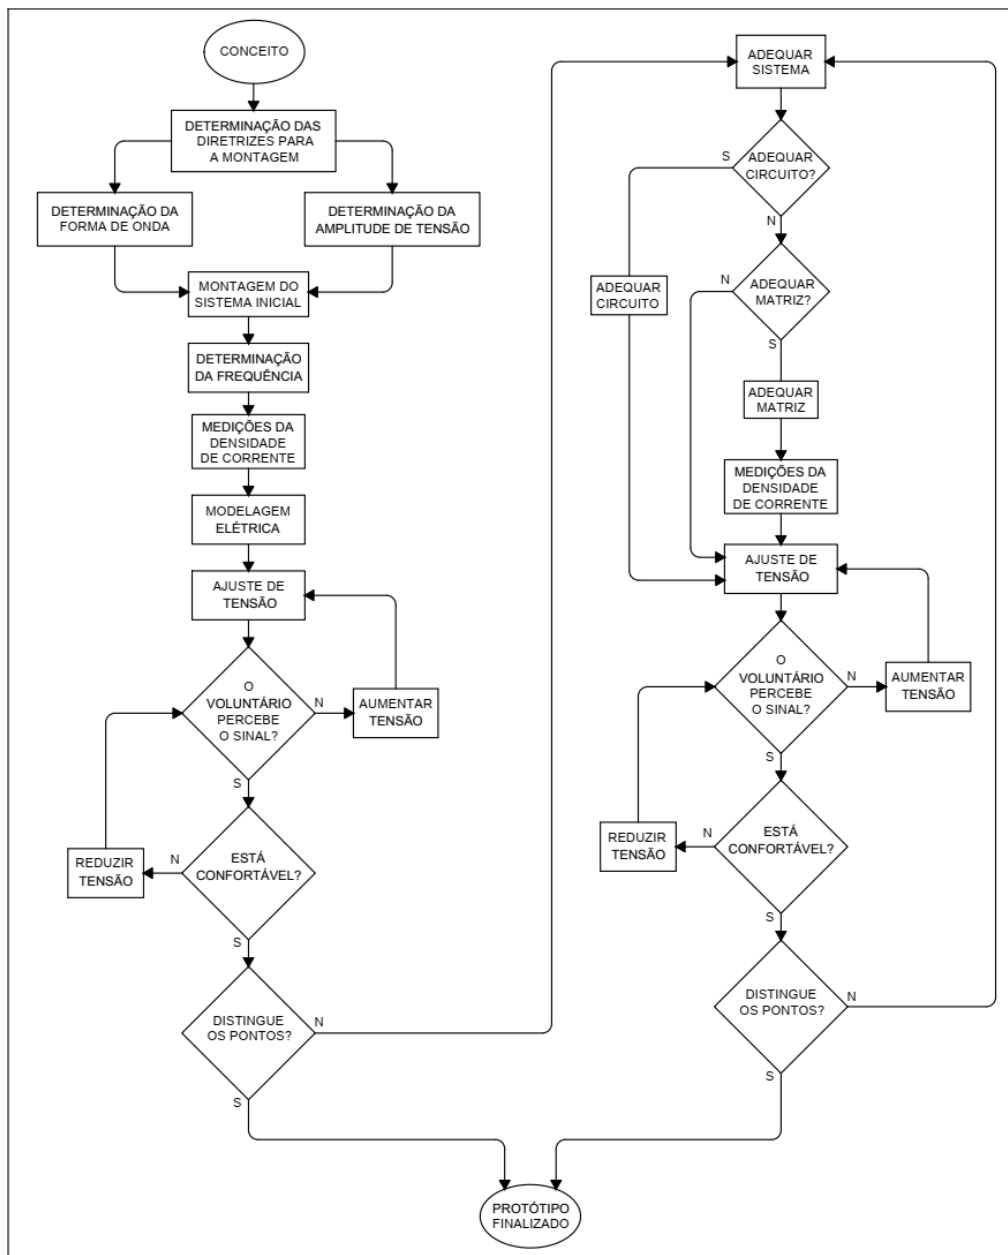 CONCEITO
DETERMINAÇÃO DAS
DIRETRIZES PARA
A MONTAGEM
DETERMINAÇÃO DA
FORMA DE ONDA
DETERMINAÇÃO DA
AMPLITUDE DE TENSÃO
MONTAGEM DO
SISTEMA INICIAL
DETERMINAÇÃO
DA FREQUÊNCIA
MEDIÇÕES DA
DENSIDADE
DE CORRENTE
MODELAGEM
ELÉTRICA
AJUSTE DE
TENSÃO
O
VOLUNTÁRIO
PERCEBE
O SINAL?
N
AUMENTAR
TENSÃO
S
ESTÁ
CONFORTÁVEL?
N
REDUZIR
TENSÃO
S
DISTINGUE
OS PONTOS?
N
S
ADEQUAR
SISTEMA
ADEQUAR
CIRCUITO?
S
N
ADEQUAR
CIRCUITO
ADEQUAR
MATRIZ?
N
S
ADEQUAR
MATRIZ
MEDIÇÕES DA
DENSIDADE
DE CORRENTE
AJUSTE DE
TENSÃO
O
VOLUNTÁRIO
PERCEBE
O SINAL?
N
AUMENTAR
TENSÃO
S
ESTÁ
CONFORTÁVEL?
N
REDUZIR
TENSÃO
S
DISTINGUE
OS PONTOS?
N
S
PROTÓTIPO
FINALIZADO